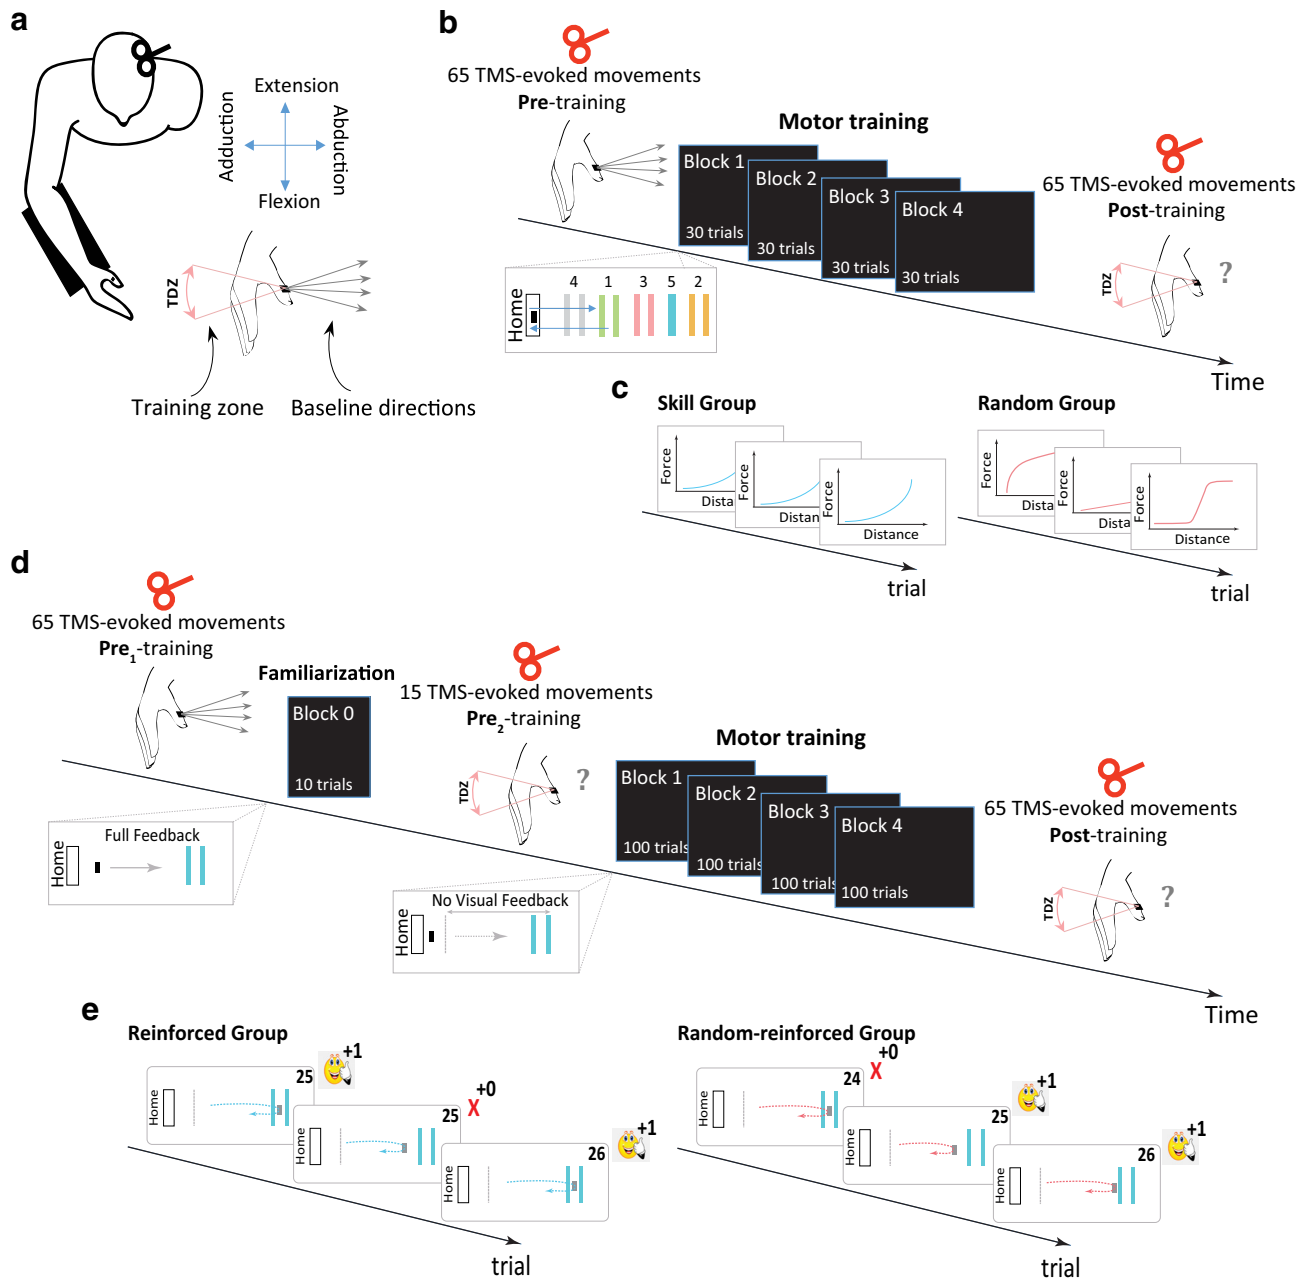 a
Extension
Adduction
Abduction
Flexion
TDZ
Training zone
Baseline directions
b
65 TMS-evoked movements
Pre-training
Motor training
Block 1
30 trials
Block 2
30 trials
Block 3
30 trials
Block 4
30 trials
65 TMS-evoked movements
Post-training
TDZ
?
Home
4 1 3 5 2
Time
c
Skill Group
Force
Dista
Force
Distan
Force
Distance
trial
Random Group
Force
Dista
Force
Dista
Force
Distance
trial
d
65 TMS-evoked movements
Pre1-training
Familiarization
Block 0
10 trials
Full Feedback
Home
15 TMS-evoked movements
Pre2-training
TDZ
?
No Visual Feedback
Home
Motor training
Block 1
100 trials
Block 2
100 trials
Block 3
100 trials
Block 4
100 trials
65 TMS-evoked movements
Post-training
TDZ
?
Time
e
Reinforced Group
Home
25
+1
Home
25
X
+0
Home
26
+1
trial
Random-reinforced Group
Home
24
X
+0
Home
25
+1
Home
26
+1
trial